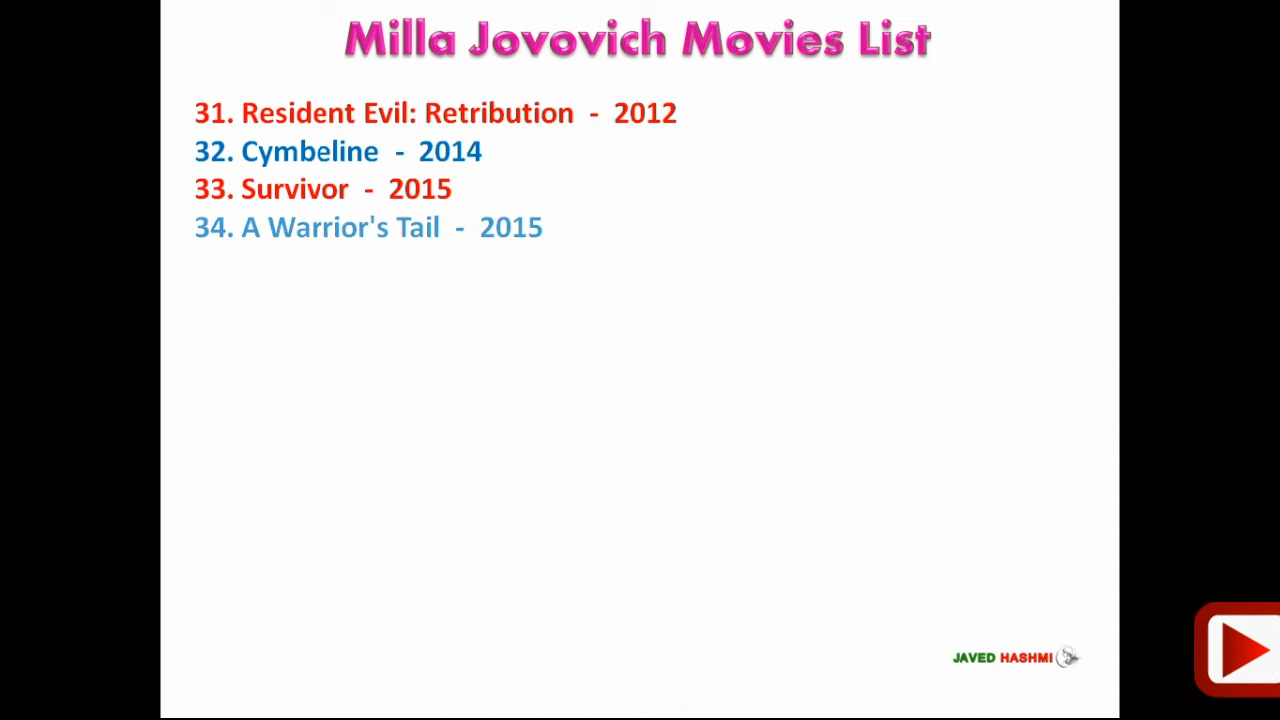 Milla Jovovich Movies List
31. Resident Evil: Retribution - 2012
32. Cymbeline - 2014
33. Survivor - 2015
34. A Warrior's Tail - 2015
JAVED HASHMI